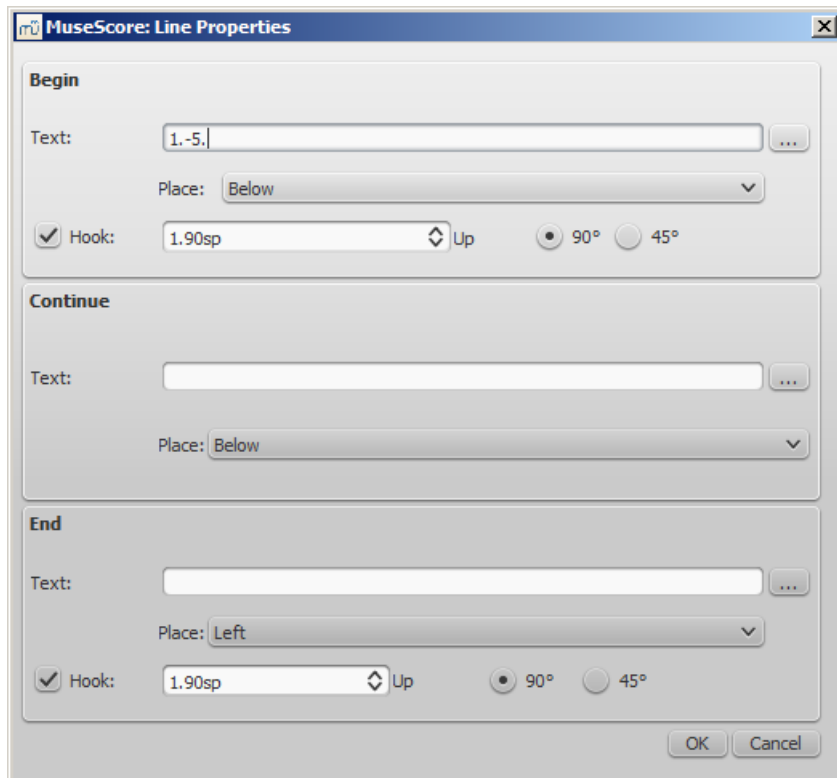 MuseScore: Line Properties
Begin
Text: 1.-5. ...
Place: Below
Hook: 1.90sp Up 90° 45°
Continue
Text: ...
Place: Below
End
Text: ...
Place: Left
Hook: 1.90sp Up 90° 45°
OK Cancel